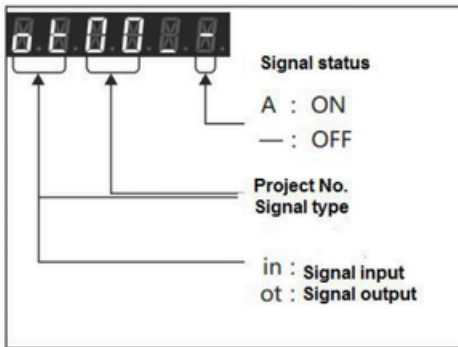 ot00 -
Signal status
A : ON
— : OFF
Project No.
Signal type
in : Signal input
ot : Signal output